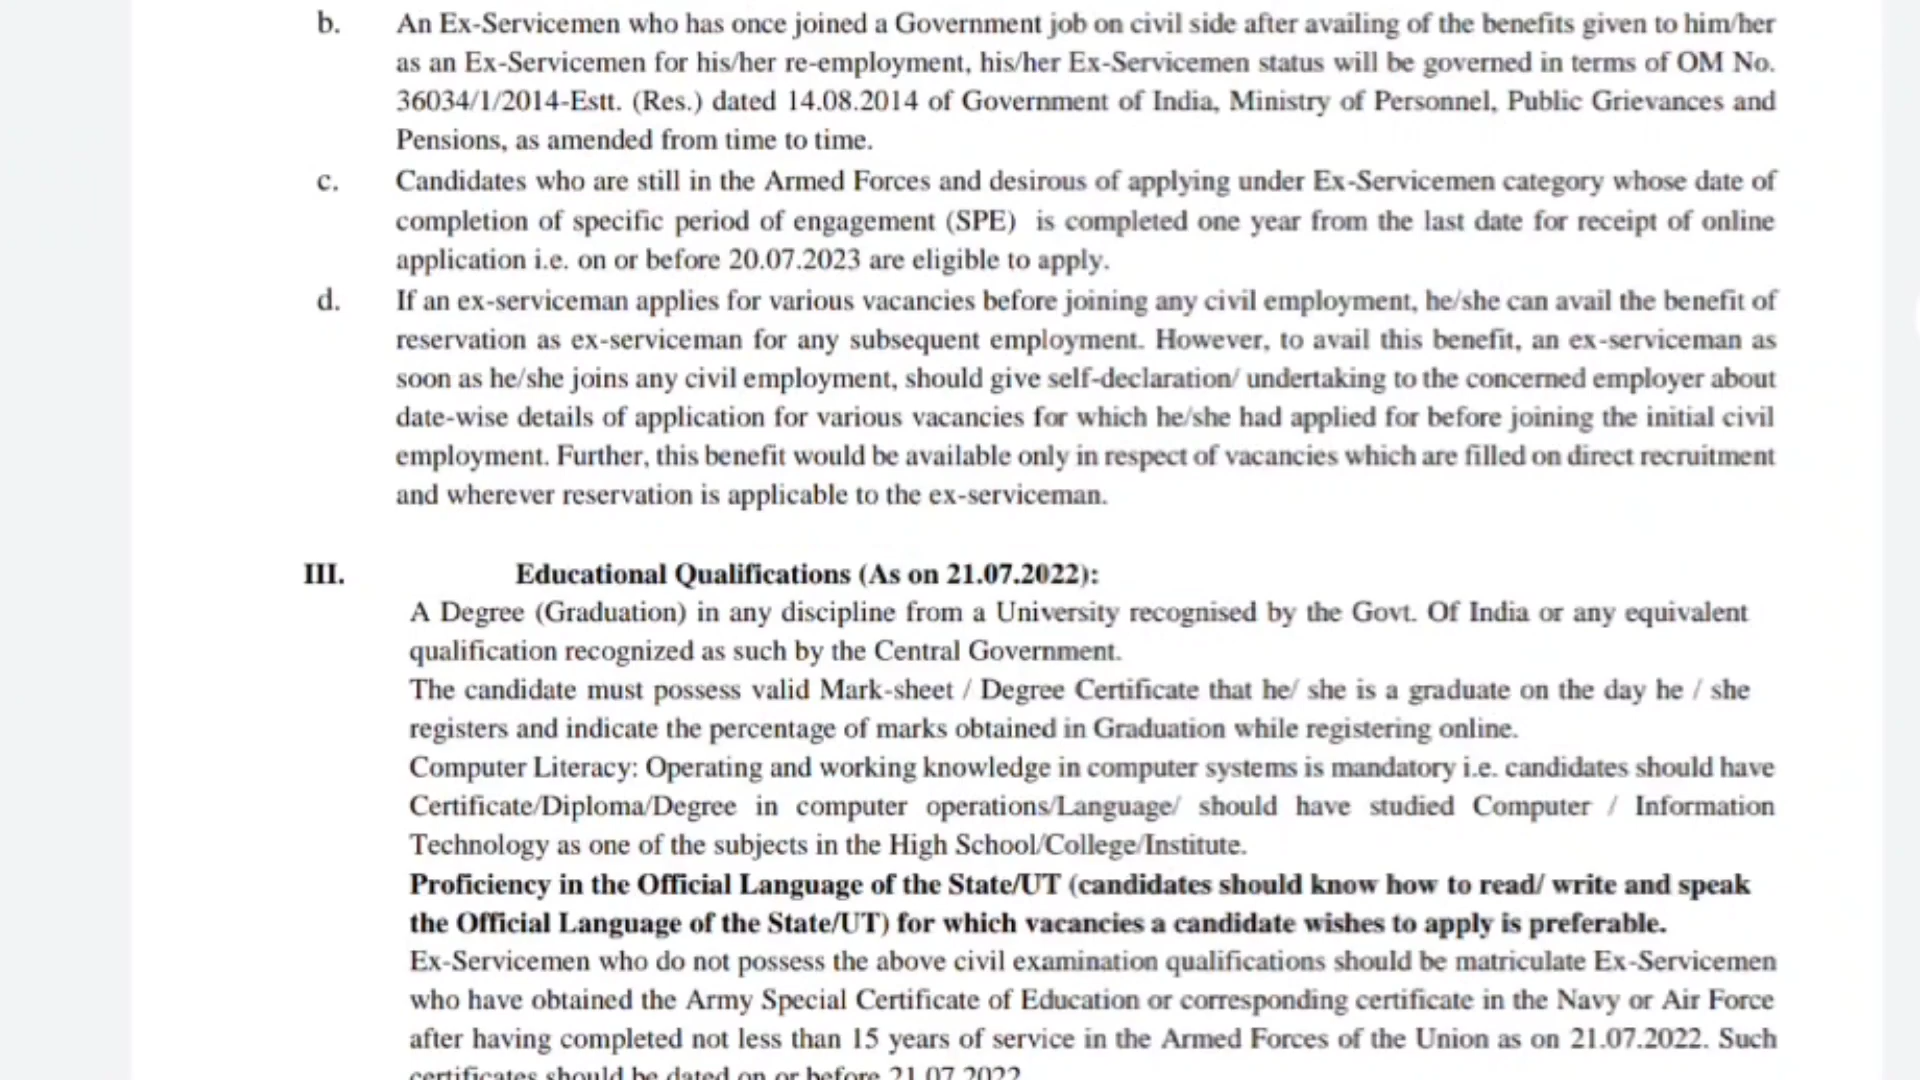 b. An Ex-Servicemen who has once joined a Government job on civil side after availing of the benefits given to him/her
as an Ex-Servicemen for his/her re-employment, his/her Ex-Servicemen status will be governed in terms of OM No.
36034/1/2014-Estt. (Res.) dated 14.08.2014 of Government of India, Ministry of Personnel, Public Grievances and
Pensions, as amended from time to time.
c. Candidates who are still in the Armed Forces and desirous of applying under Ex-Servicemen category whose date of
completion of specific period of engagement (SPE) is completed one year from the last date for receipt of online
application i.e. on or before 20.07.2023 are eligible to apply.
d. If an ex-serviceman applies for various vacancies before joining any civil employment, he/she can avail the benefit of
reservation as ex-serviceman for any subsequent employment. However, to avail this benefit, an ex-serviceman as
soon as he/she joins any civil employment, should give self-declaration/ undertaking to the concerned employer about
date-wise details of application for various vacancies for which he/she had applied for before joining the initial civil
employment. Further, this benefit would be available only in respect of vacancies which are filled on direct recruitment
and wherever reservation is applicable to the ex-serviceman.
III. Educational Qualifications (As on 21.07.2022):
A Degree (Graduation) in any discipline from a University recognised by the Govt. Of India or any equivalent
qualification recognized as such by the Central Government.
The candidate must possess valid Mark-sheet / Degree Certificate that he/ she is a graduate on the day he / she
registers and indicate the percentage of marks obtained in Graduation while registering online.
Computer Literacy: Operating and working knowledge in computer systems is mandatory i.e. candidates should have
Certificate/Diploma/Degree in computer operations/Language/ should have studied Computer / Information
Technology as one of the subjects in the High School/College/Institute.
Proficiency in the Official Language of the State/UT (candidates should know how to read/ write and speak
the Official Language of the State/UT) for which vacancies a candidate wishes to apply is preferable.
Ex-Servicemen who do not possess the above civil examination qualifications should be matriculate Ex-Servicemen
who have obtained the Army Special Certificate of Education or corresponding certificate in the Navy or Air Force
after having completed not less than 15 years of service in the Armed Forces of the Union as on 21.07.2022. Such
certificates should be dated on or before 21.07.2022